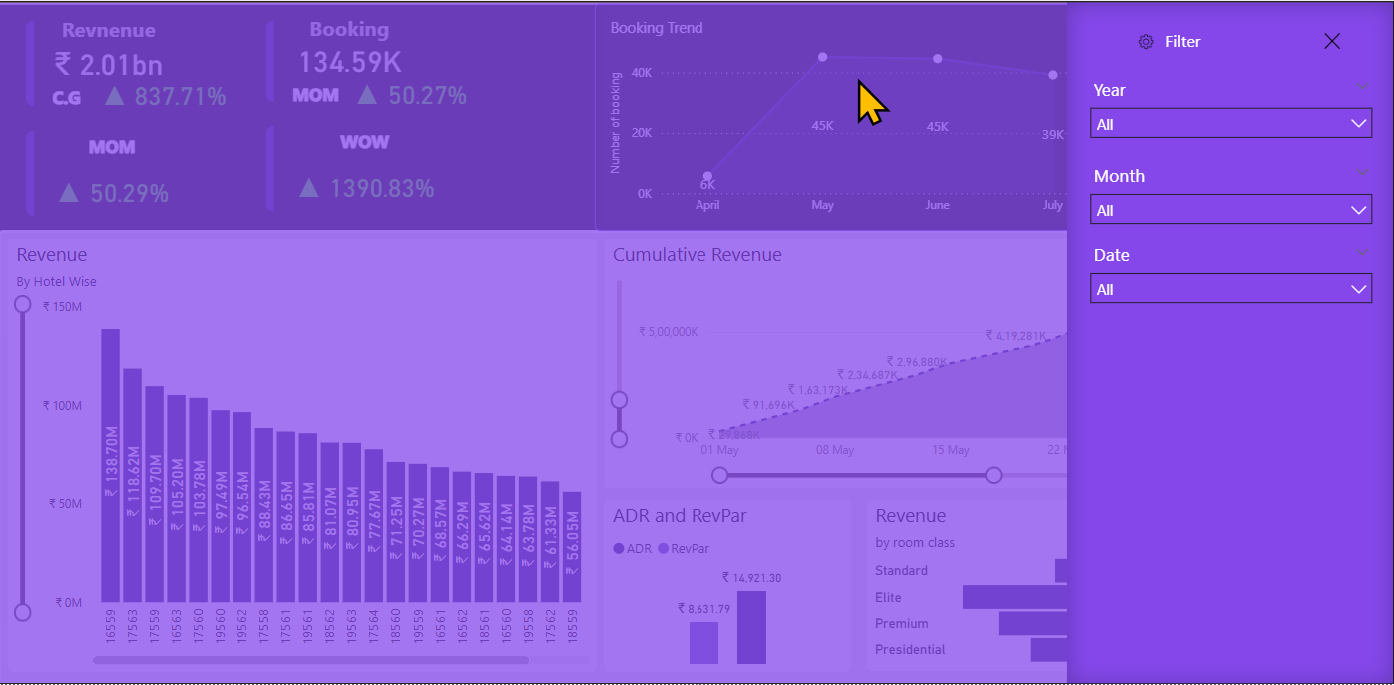 Revnenue
₹ 2.01bn
C.G ▲ 837.71%
Booking
134.59K
MOM ▲ 50.27%
MOM
▲ 50.29%
WOW
▲ 1390.83%
Booking Trend
Number of booking
40K
20K
0K
6K
45K
45K
39K
April May June July
Filter
Year
All
Month
All
Date
All
Revenue
By Hotel Wise
₹ 150M
₹ 100M
₹ 50M
₹ 0M
₹ 138.70M
₹ 118.62M
₹ 109.70M
₹ 105.20M
₹ 103.78M
₹ 97.49M
₹ 96.54M
₹ 88.43M
₹ 86.65M
₹ 85.81M
₹ 81.07M
₹ 80.95M
₹ 77.67M
₹ 71.25M
₹ 70.27M
₹ 68.57M
₹ 66.29M
₹ 65.62M
₹ 64.14M
₹ 63.78M
₹ 61.33M
₹ 56.05M
16559
17563
17559
16563
17560
19560
19562
17558
17561
19561
18562
19563
17564
18560
19559
16561
16562
18561
16560
19558
17562
18559
Cumulative Revenue
₹ 5,00,000K
₹ 0K
₹ 29,868K
₹ 91,696K
₹ 1,63,173K
₹ 2,34,687K
₹ 2,96,880K
₹ 4,19,281K
01 May 08 May 15 May 22
ADR and RevPar
ADR RevPar
₹ 8,631.79
₹ 14,921.30
Revenue
by room class
Standard
Elite
Premium
Presidential